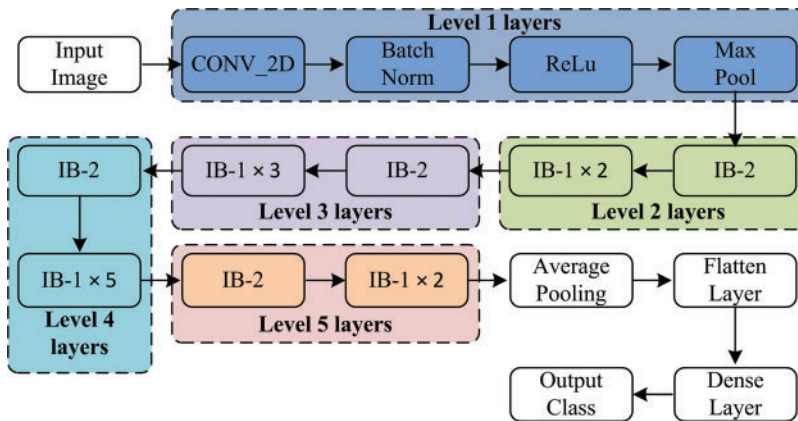 Level 1 layers
Input
Image
CONV_2D
Batch
Norm
ReLu
Max
Pool
IB-2
IB-1 × 2
Level 2 layers
IB-2
IB-1 × 3
Level 3 layers
IB-2
IB-1 × 5
Level 4
layers
IB-2
IB-1 × 2
Level 5 layers
Average
Pooling
Flatten
Layer
Dense
Layer
Output
Class